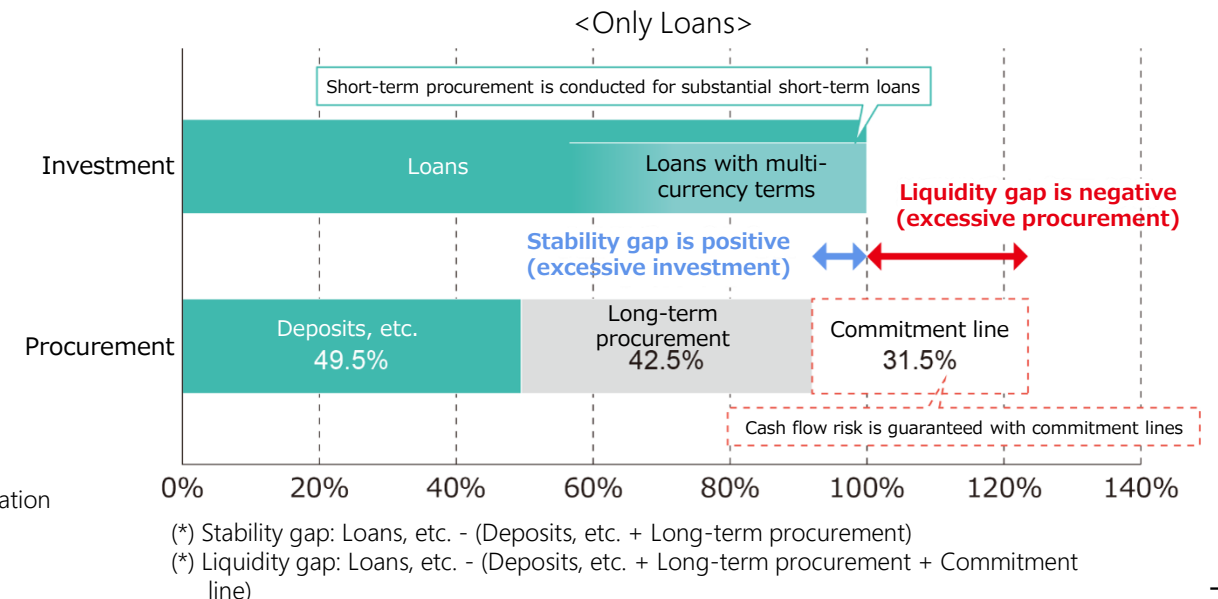 <Only Loans>
Short-term procurement is conducted for substantial short-term loans
Investment
Loans
Loans with multi-
currency terms
Liquidity gap is negative
(excessive procurement)
Stability gap is positive
(excessive investment)
Procurement
Deposits, etc.
49.5%
Long-term
procurement
42.5%
Commitment line
31.5%
Cash flow risk is guaranteed with commitment lines
0% 20% 40% 60% 80% 100% 120% 140%
ation
(*) Stability gap: Loans, etc. - (Deposits, etc. + Long-term procurement)
(*) Liquidity gap: Loans, etc. - (Deposits, etc. + Long-term procurement + Commitment
line)